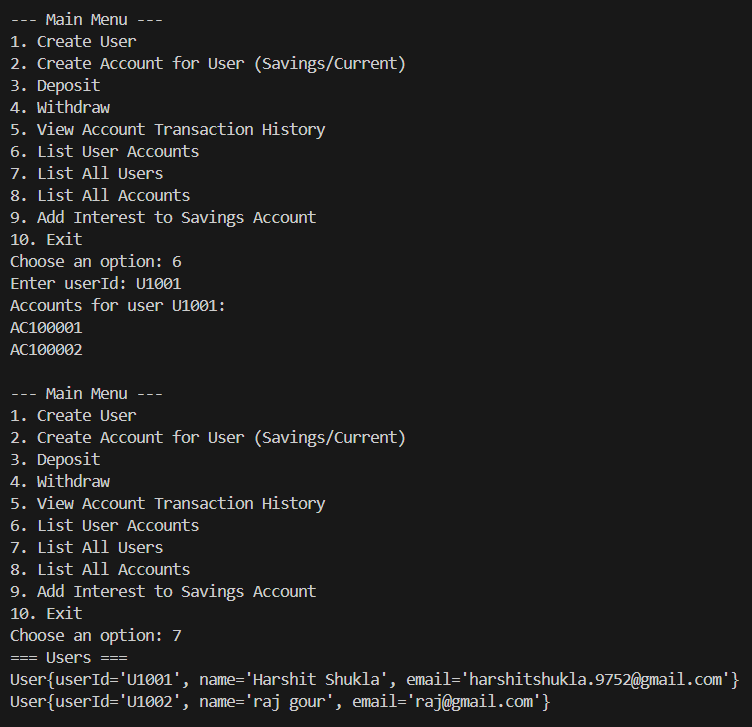 --- Main Menu ---
1. Create User
2. Create Account for User (Savings/Current)
3. Deposit
4. Withdraw
5. View Account Transaction History
6. List User Accounts
7. List All Users
8. List All Accounts
9. Add Interest to Savings Account
10. Exit
Choose an option: 6
Enter userId: U1001
Accounts for user U1001:
AC100001
AC100002

--- Main Menu ---
1. Create User
2. Create Account for User (Savings/Current)
3. Deposit
4. Withdraw
5. View Account Transaction History
6. List User Accounts
7. List All Users
8. List All Accounts
9. Add Interest to Savings Account
10. Exit
Choose an option: 7
=== Users ===
User{userId='U1001', name='Harshit Shukla', email='harshitshukla.9752@gmail.com'}
User{userId='U1002', name='raj gour', email='raj@gmail.com'}